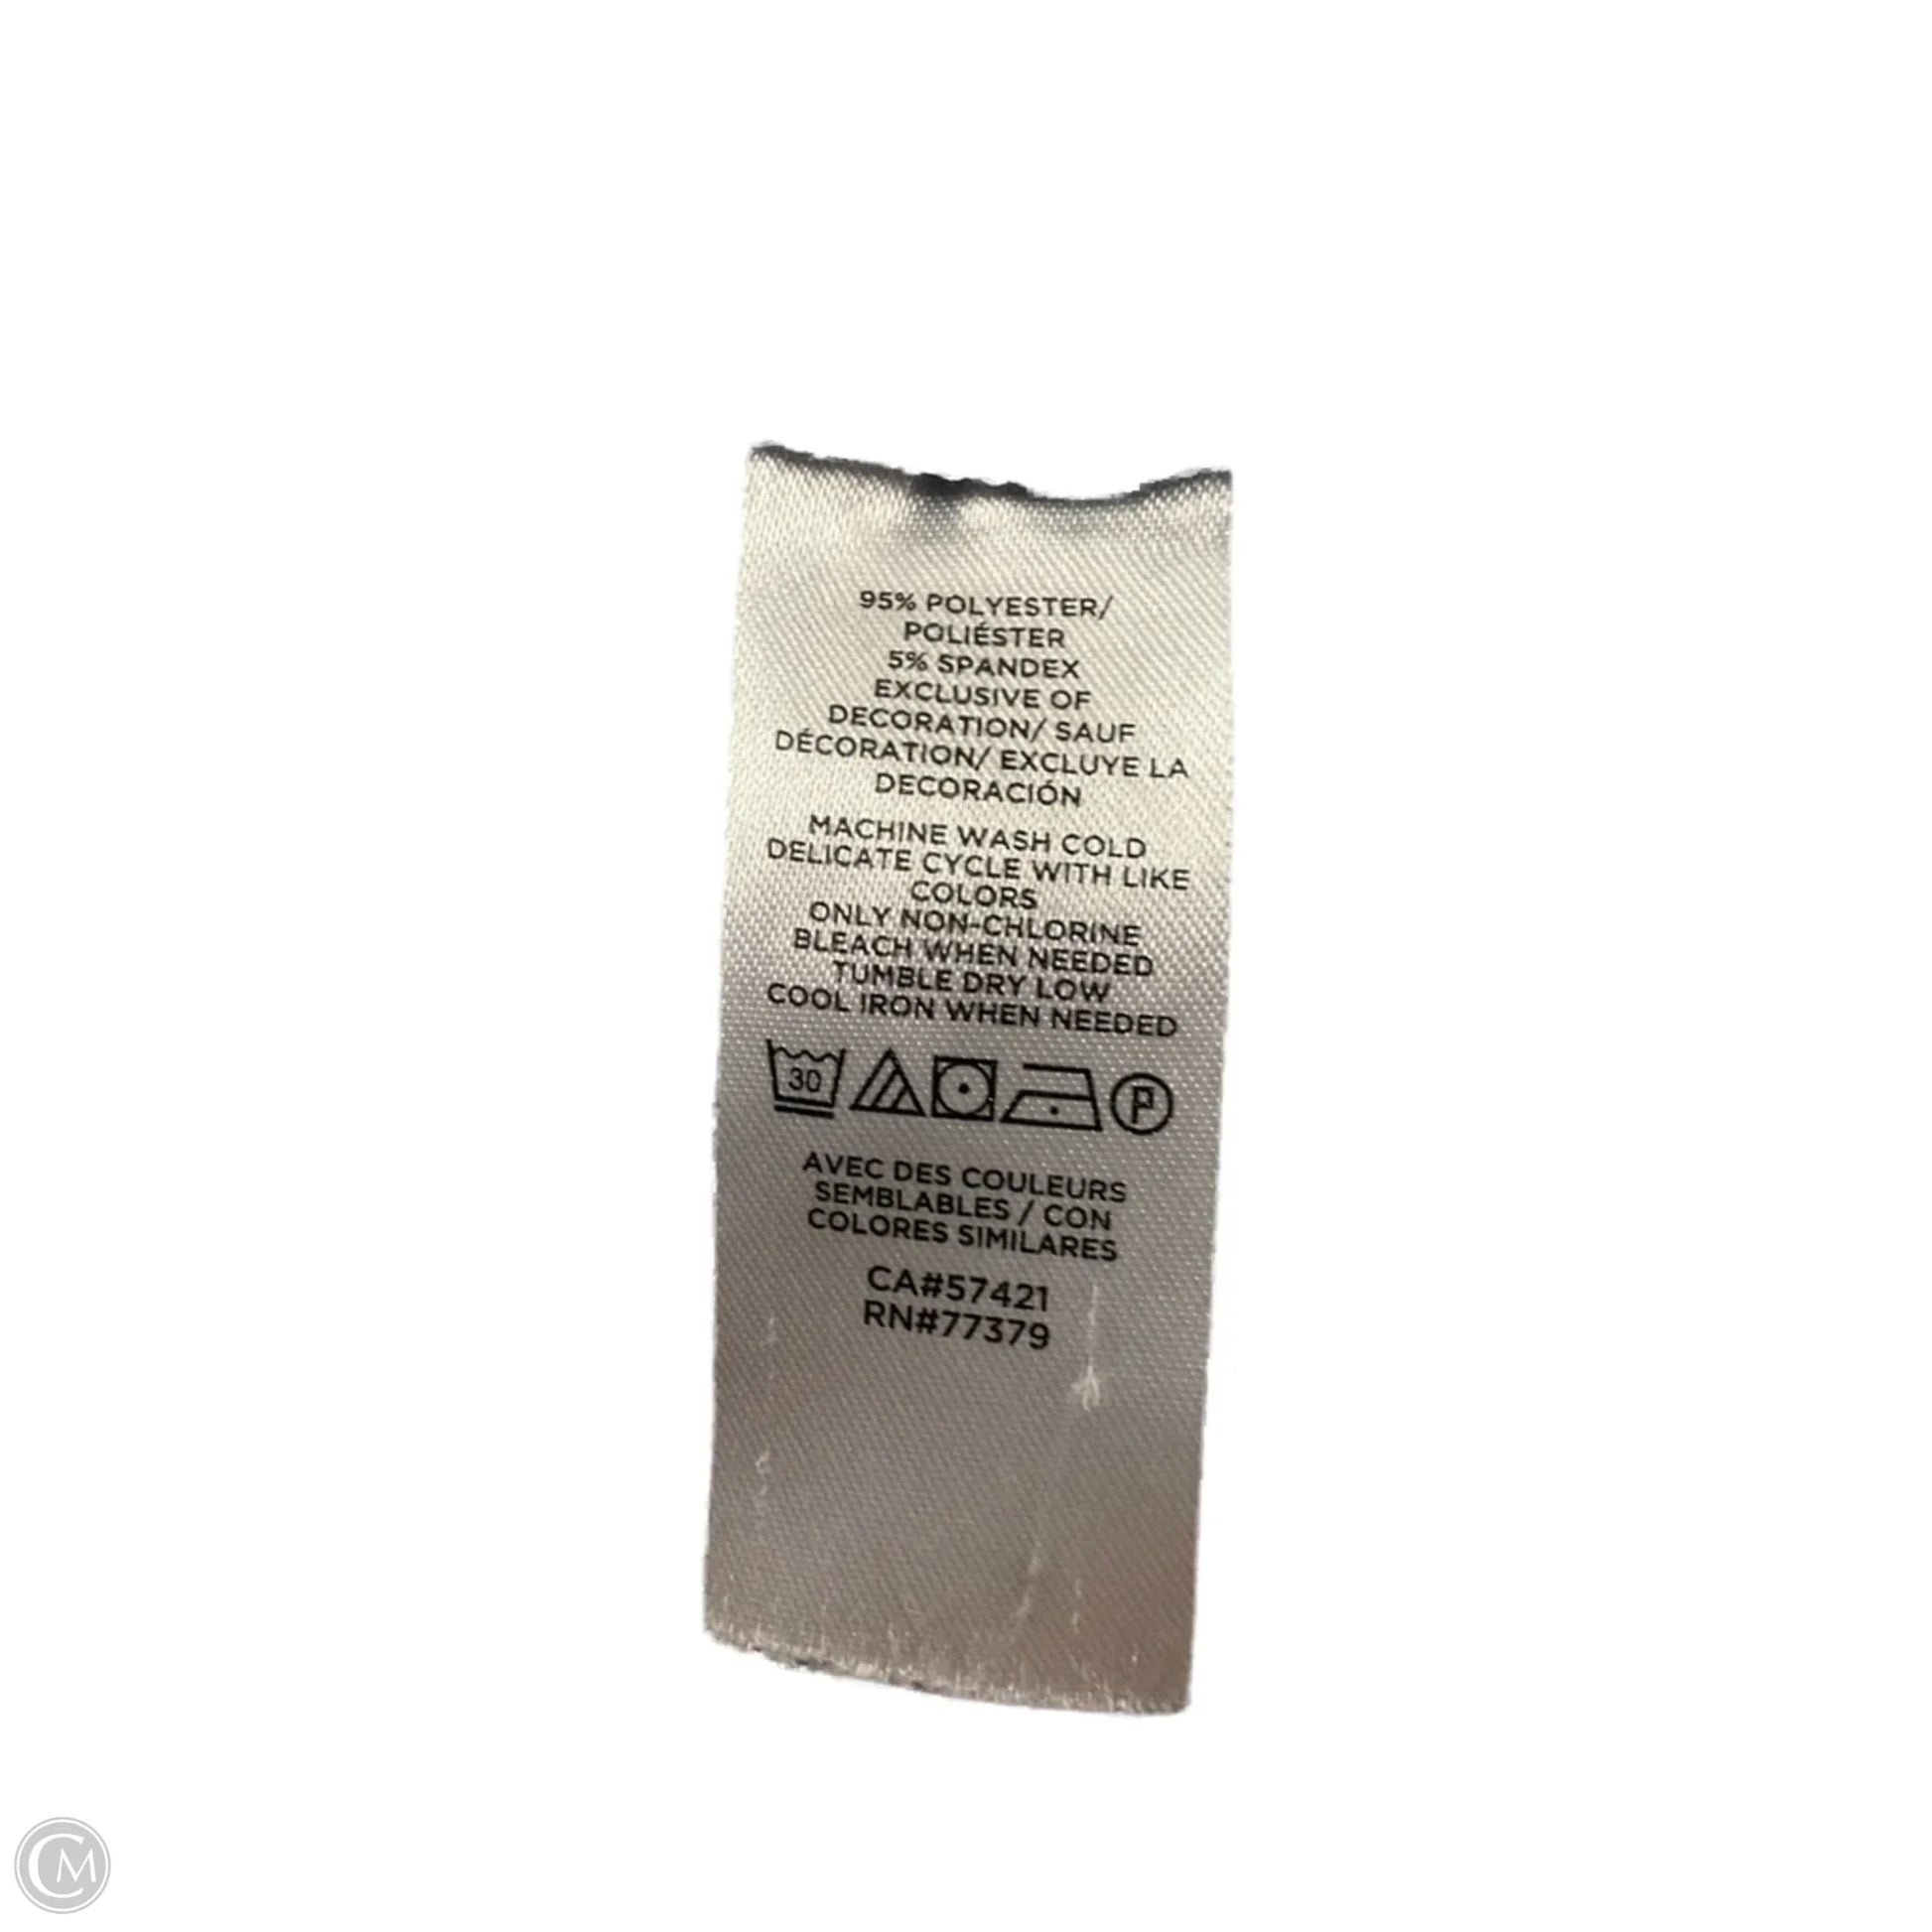 95% POLYESTER/
POLIÉSTER
5% SPANDEX
EXCLUSIVE OF
DECORATION/ SAUF
DÉCORATION/ EXCLUYE LA
DECORACIÓN
MACHINE WASH COLD
DELICATE CYCLE WITH LIKE
COLORS
ONLY NON-CHLORINE
BLEACH WHEN NEEDED
TUMBLE DRY LOW
COOL IRON WHEN NEEDED
30 P
AVEC DES COULEURS
SEMBLABLES / CON
COLORES SIMILARES
CA#57421
RN#77379
CM